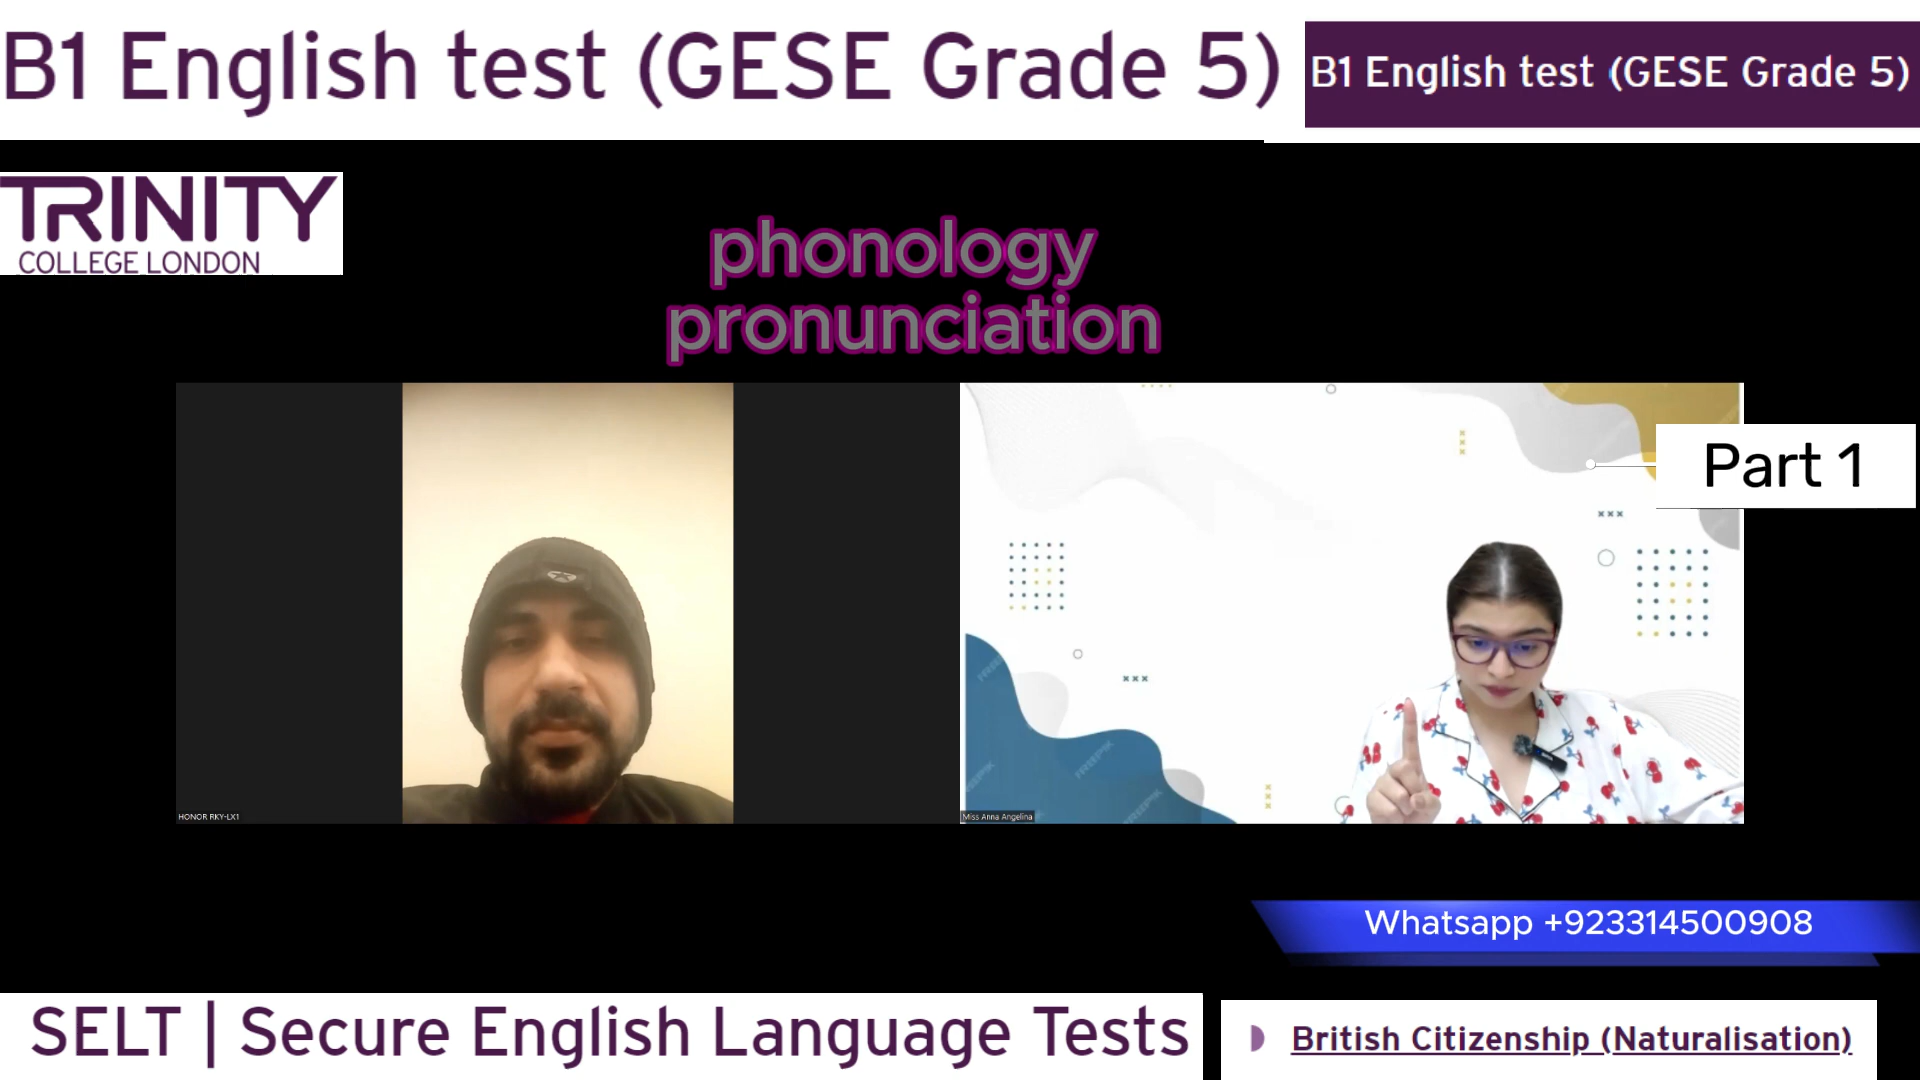 B1 English test (GESE Grade 5)
B1 English test (GESE Grade 5)
TRINITY
COLLEGE LONDON
phonology
pronunciation
Part 1
HONOR RKY-LX1
Miss Anna Angelina
Whatsapp +923314500908
SELT | Secure English Language Tests
British Citizenship (Naturalisation)